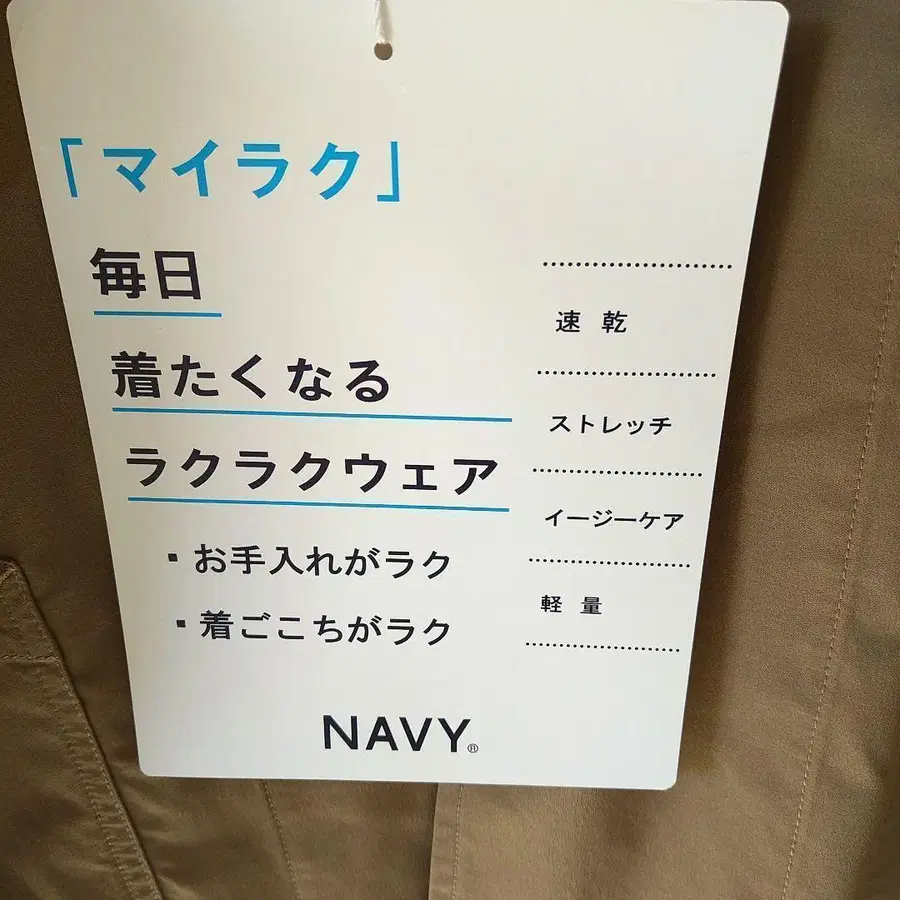 「マイラク」
毎日
着たくなる
ラクラクウェア
▪お手入れがラク
▪着ごこちがラク
速乾
ストレッチ
イージーケア
軽量
NAVY®